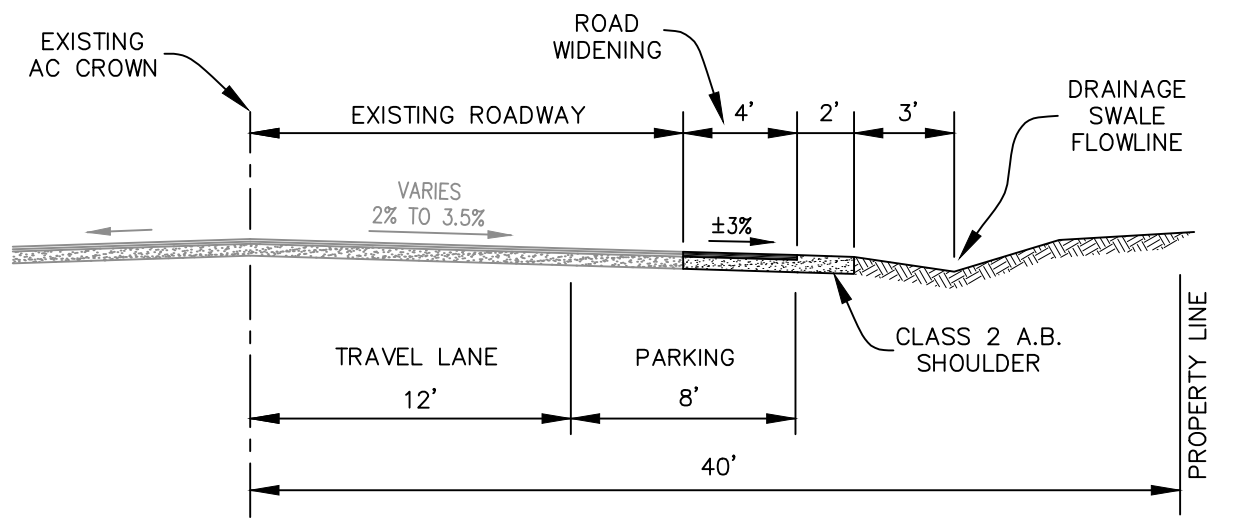 EXISTING
AC CROWN
ROAD
WIDENING
DRAINAGE
SWALE
FLOWLINE
EXISTING ROADWAY
4'
2'
3'
VARIES
2% TO 3.5%
±3%
CLASS 2 A.B.
SHOULDER
TRAVEL LANE
12'
PARKING
8'
40'
PROPERTY LINE